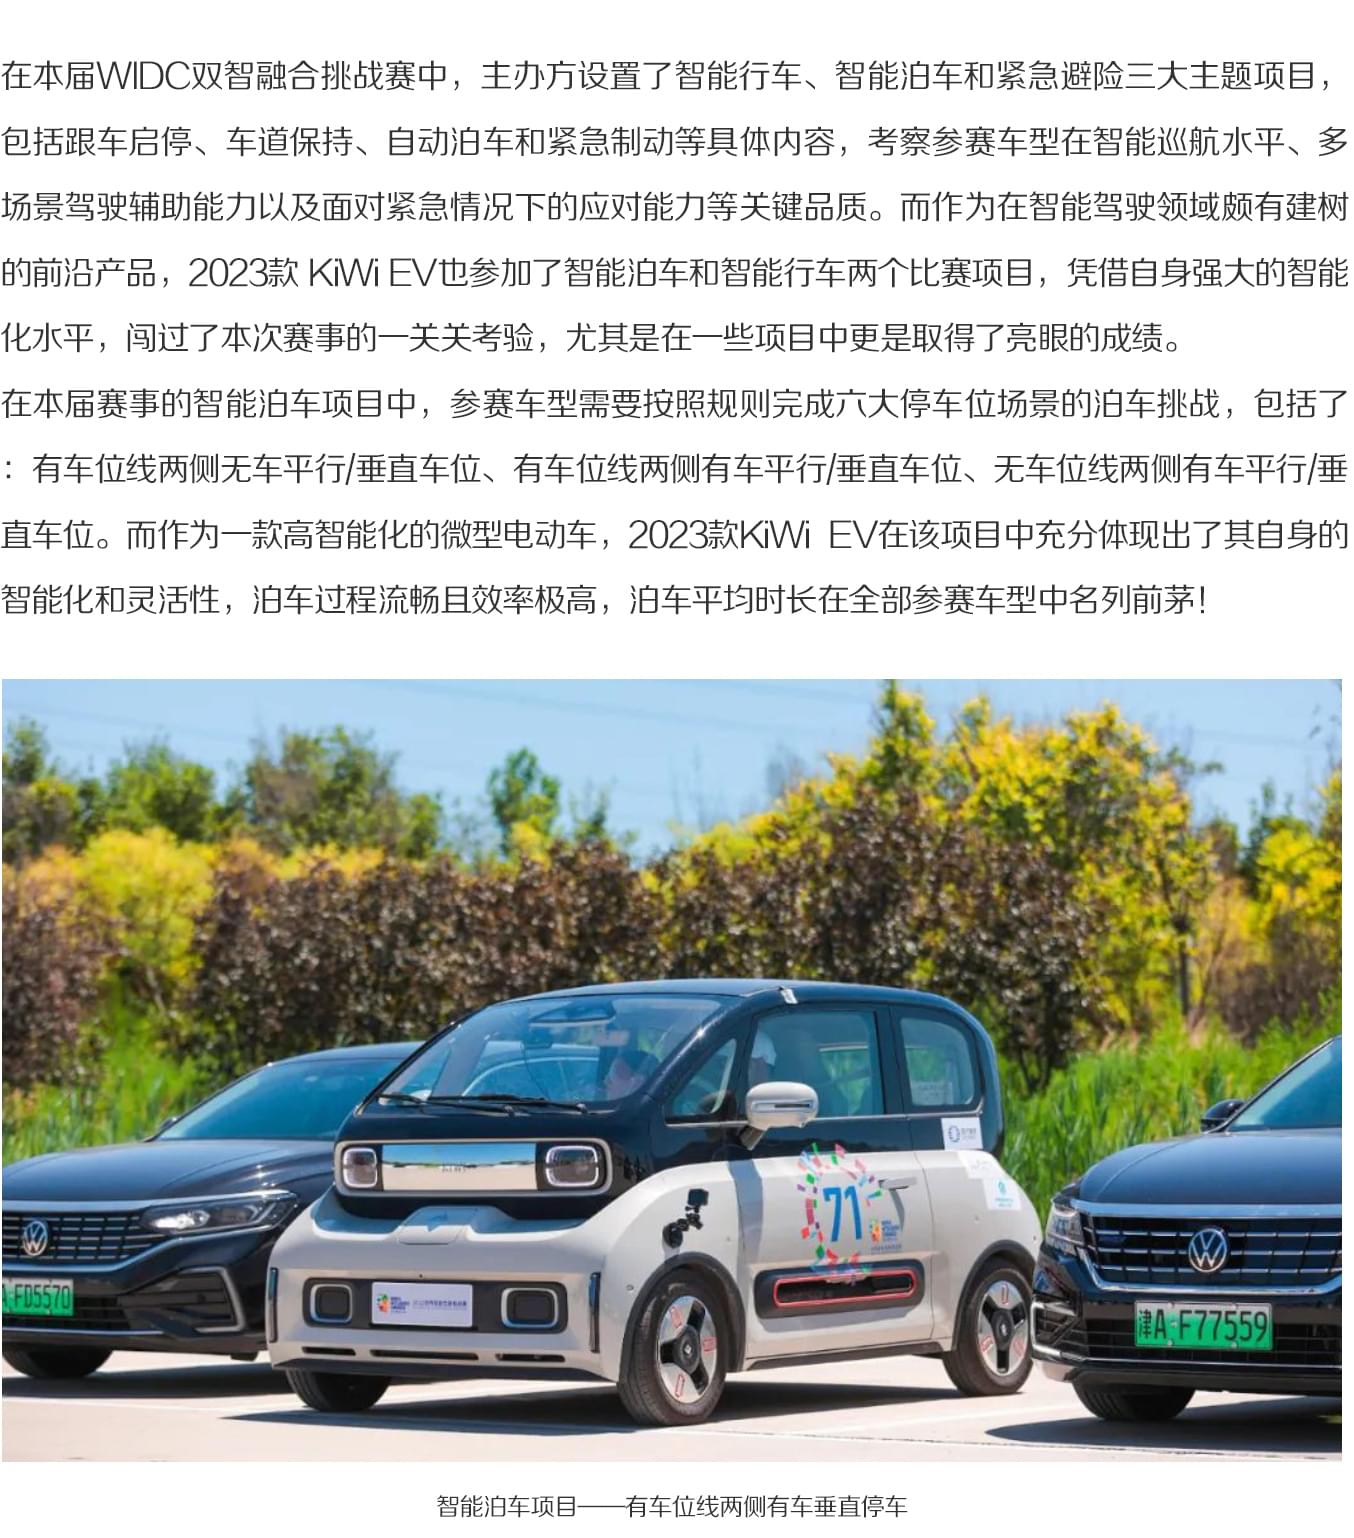 在本届WIDC双智融合挑战赛中，主办方设置了智能行车、智能泊车和紧急避险三大主题项目，
包括跟车启停、车道保持、自动泊车和紧急制动等具体内容，考察参赛车型在智能巡航水平、多
场景驾驶辅助能力以及面对紧急情况下的应对能力等关键品质。而作为在智能驾驶领域颇有建树
的前沿产品，2023款 KiWi EV也参加了智能泊车和智能行车两个比赛项目，凭借自身强大的智能
化水平，闯过了本次赛事的一关关考验，尤其是在一些项目中更是取得了亮眼的成绩。
在本届赛事的智能泊车项目中，参赛车型需要按照规则完成六大停车位场景的泊车挑战，包括了
：有车位线两侧无车平行/垂直车位、有车位线两侧有车平行/垂直车位、无车位线两侧有车平行/垂
直车位。而作为一款高智能化的微型电动车，2023款KiWi EV在该项目中充分体现出了其自身的
智能化和灵活性，泊车过程流畅且效率极高，泊车平均时长在全部参赛车型中名列前茅！
KiWi
71
A·FD5570
津A·F77559
智能泊车项目——有车位线两侧有车垂直停车